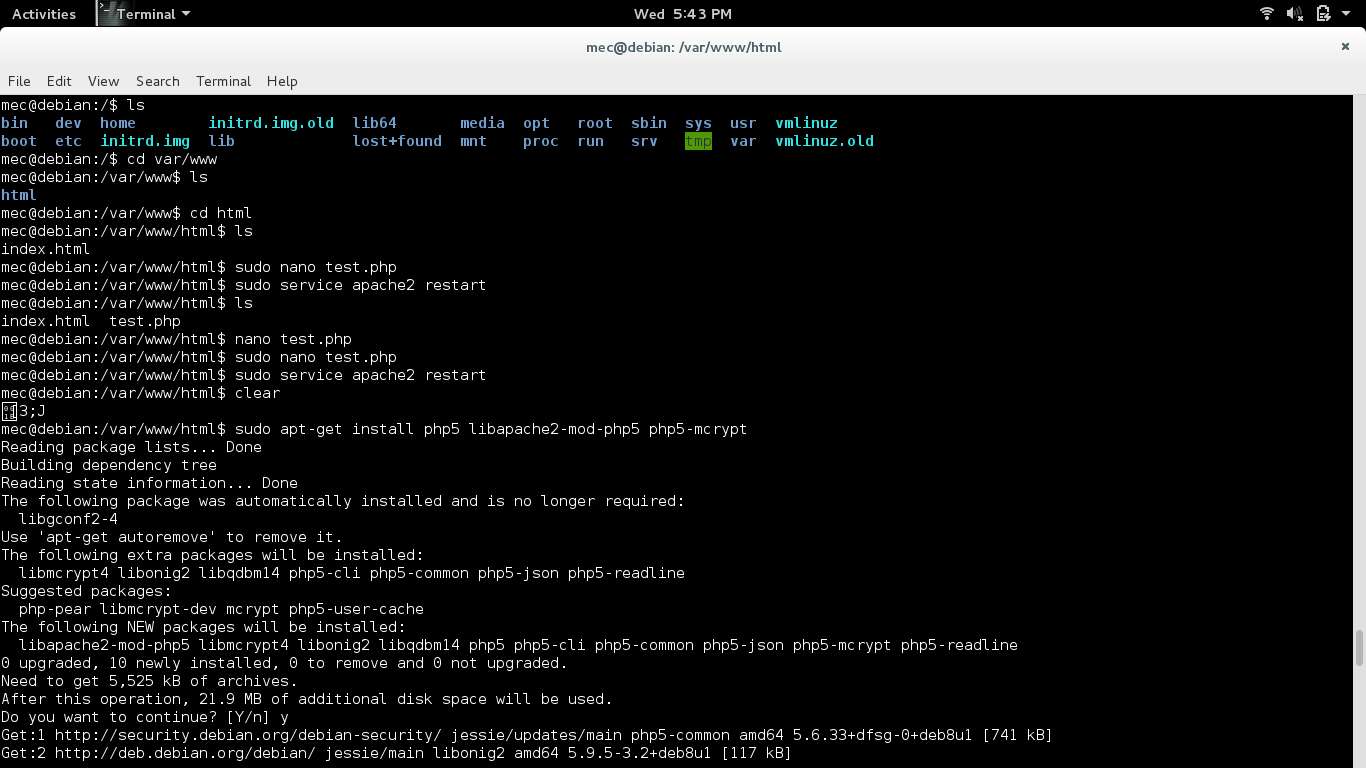 Activities Terminal Wed 5:43 PM
mec@debian: /var/www/html ×
File Edit View Search Terminal Help
mec@debian:/$ ls
bin dev home initrd.img.old lib64 media opt root sbin sys usr vmlinuz
boot etc initrd.img lib lost+found mnt proc run srv tmp var vmlinuz.old
mec@debian:/$ cd var/www
mec@debian:/var/www$ ls
html
mec@debian:/var/www$ cd html
mec@debian:/var/www/html$ ls
index.html
mec@debian:/var/www/html$ sudo nano test.php
mec@debian:/var/www/html$ sudo service apache2 restart
mec@debian:/var/www/html$ ls
index.html test.php
mec@debian:/var/www/html$ nano test.php
mec@debian:/var/www/html$ sudo nano test.php
mec@debian:/var/www/html$ sudo service apache2 restart
mec@debian:/var/www/html$ clear
3;J
mec@debian:/var/www/html$ sudo apt-get install php5 libapache2-mod-php5 php5-mcrypt
Reading package lists... Done
Building dependency tree
Reading state information... Done
The following package was automatically installed and is no longer required:
libgconf2-4
Use 'apt-get autoremove' to remove it.
The following extra packages will be installed:
libmcrypt4 libonig2 libqdbm14 php5-cli php5-common php5-json php5-readline
Suggested packages:
php-pear libmcrypt-dev mcrypt php5-user-cache
The following NEW packages will be installed:
libapache2-mod-php5 libmcrypt4 libonig2 libqdbm14 php5 php5-cli php5-common php5-json php5-mcrypt php5-readline
0 upgraded, 10 newly installed, 0 to remove and 0 not upgraded.
Need to get 5,525 kB of archives.
After this operation, 21.9 MB of additional disk space will be used.
Do you want to continue? [Y/n] y
Get:1 http://security.debian.org/debian-security/ jessie/updates/main php5-common amd64 5.6.33+dfsg-0+deb8u1 [741 kB]
Get:2 http://deb.debian.org/debian/ jessie/main libonig2 amd64 5.9.5-3.2+deb8u1 [117 kB]